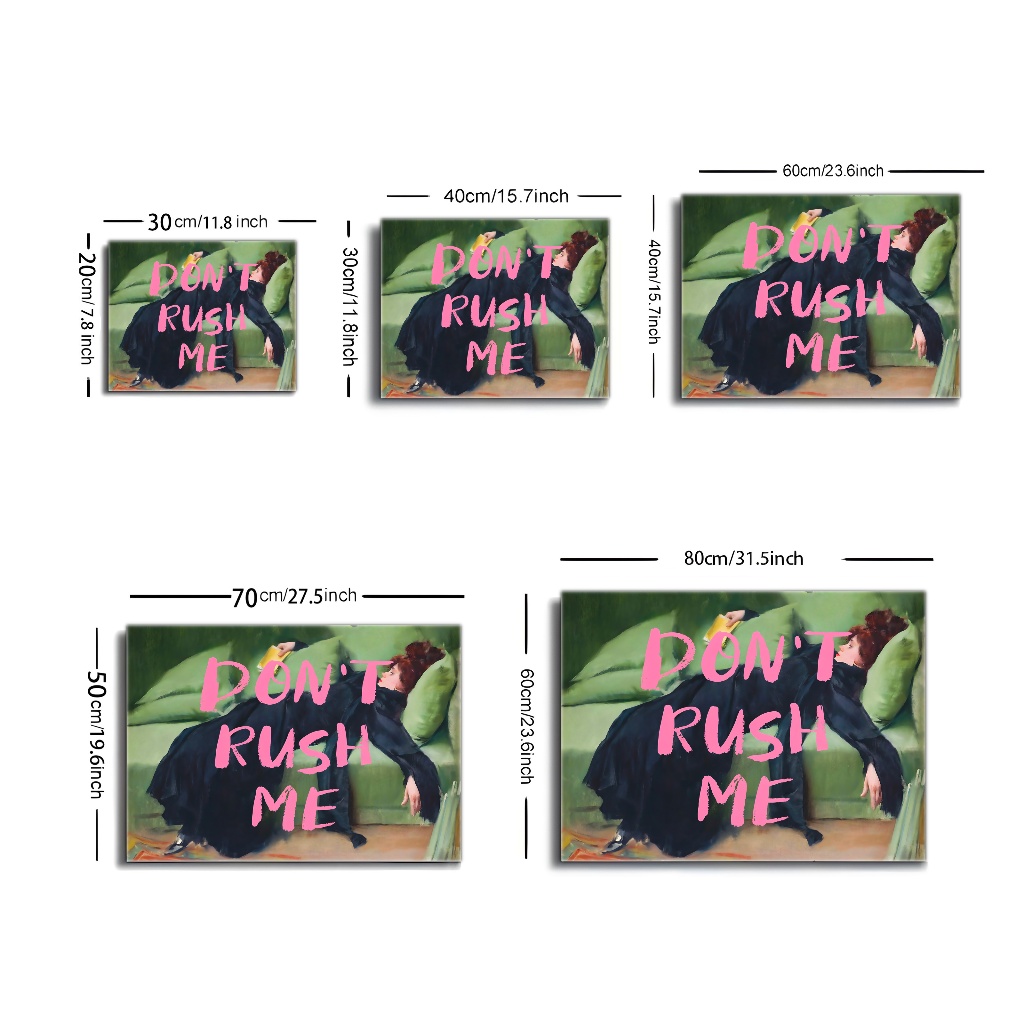 30cm/11.8 inch
20cm/ 7.8 inch
DON'T
RUSH
ME
40cm/15.7inch
30cm/11.8inch
DON'T
RUSH
ME
60cm/23.6inch
40cm/15.7inch
DON'T
RUSH
ME
70cm/27.5inch
50cm/19.6inch
DON'T
RUSH
ME
80cm/31.5inch
60cm/23.6inch
DON'T
RUSH
ME